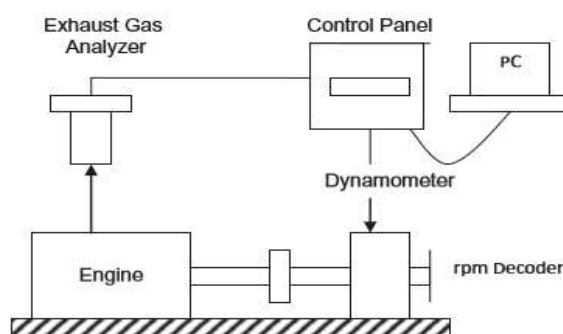 Exhaust Gas
Analyzer
Control Panel
PC
Dynamometer
Engine
rpm Decoder